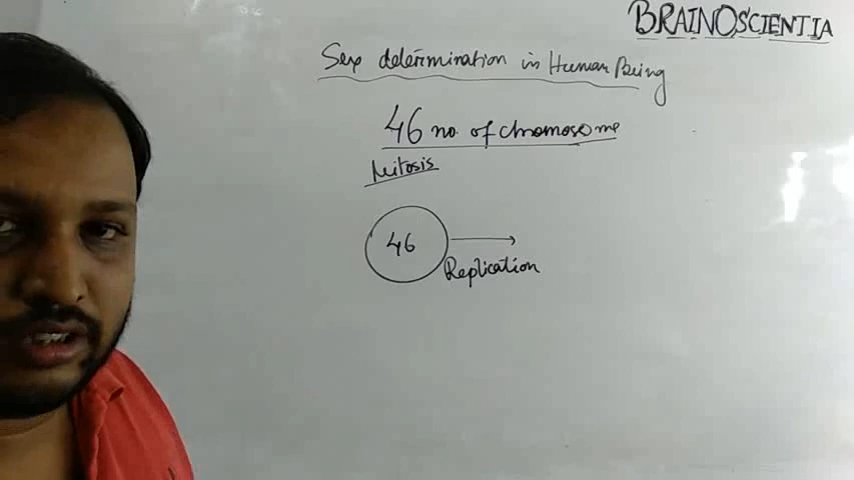 BRAINOSCIENTIA
Sex determination in Human Being
46 no. of chromosome
Mitosis
46
Replication